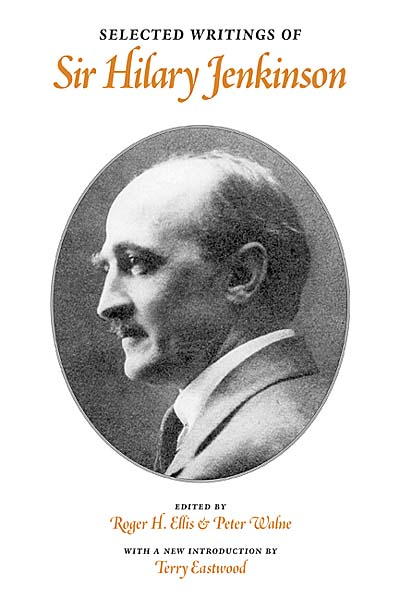 SELECTED WRITINGS OF
Sir Hilary Jenkinson
EDITED BY
Roger H. Ellis & Peter Walne
WITH A NEW INTRODUCTION BY
Terry Eastwood